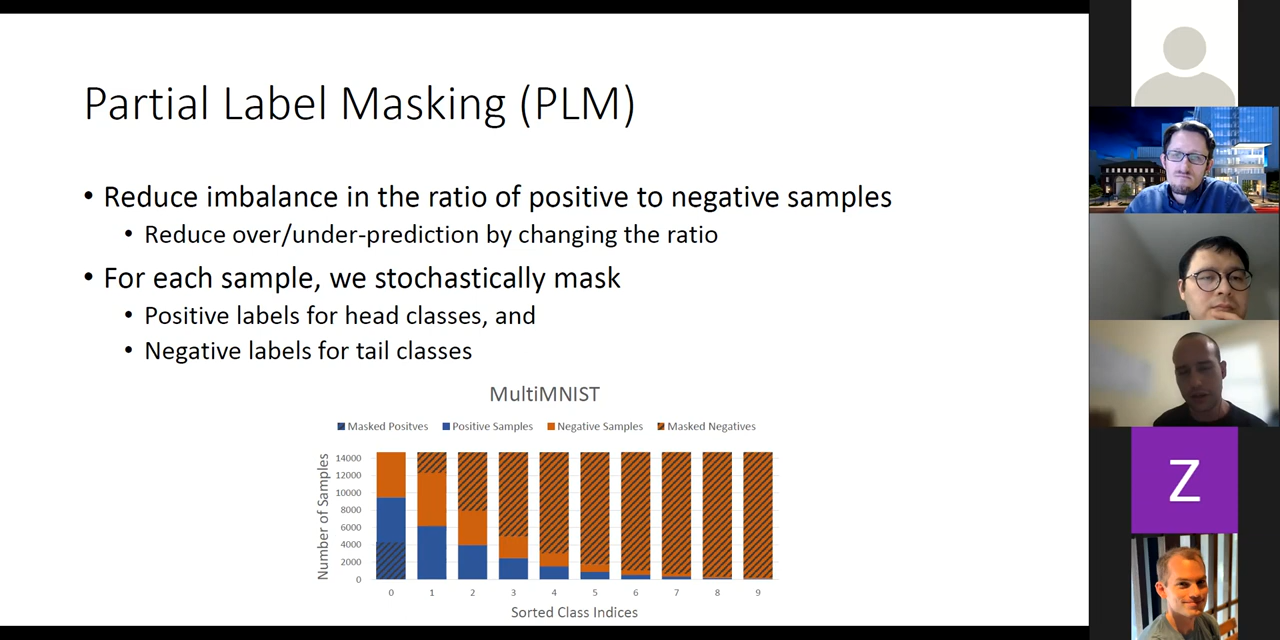 Partial Label Masking (PLM)
• Reduce imbalance in the ratio of positive to negative samples
• Reduce over/under-prediction by changing the ratio
• For each sample, we stochastically mask
• Positive labels for head classes, and
• Negative labels for tail classes
MultiMNIST
Masked Positves Positive Samples Negative Samples Masked Negatives
Number of Samples
14000
12000
10000
8000
6000
4000
2000
0
0 1 2 3 4 5 6 7 8 9
Sorted Class Indices
Z